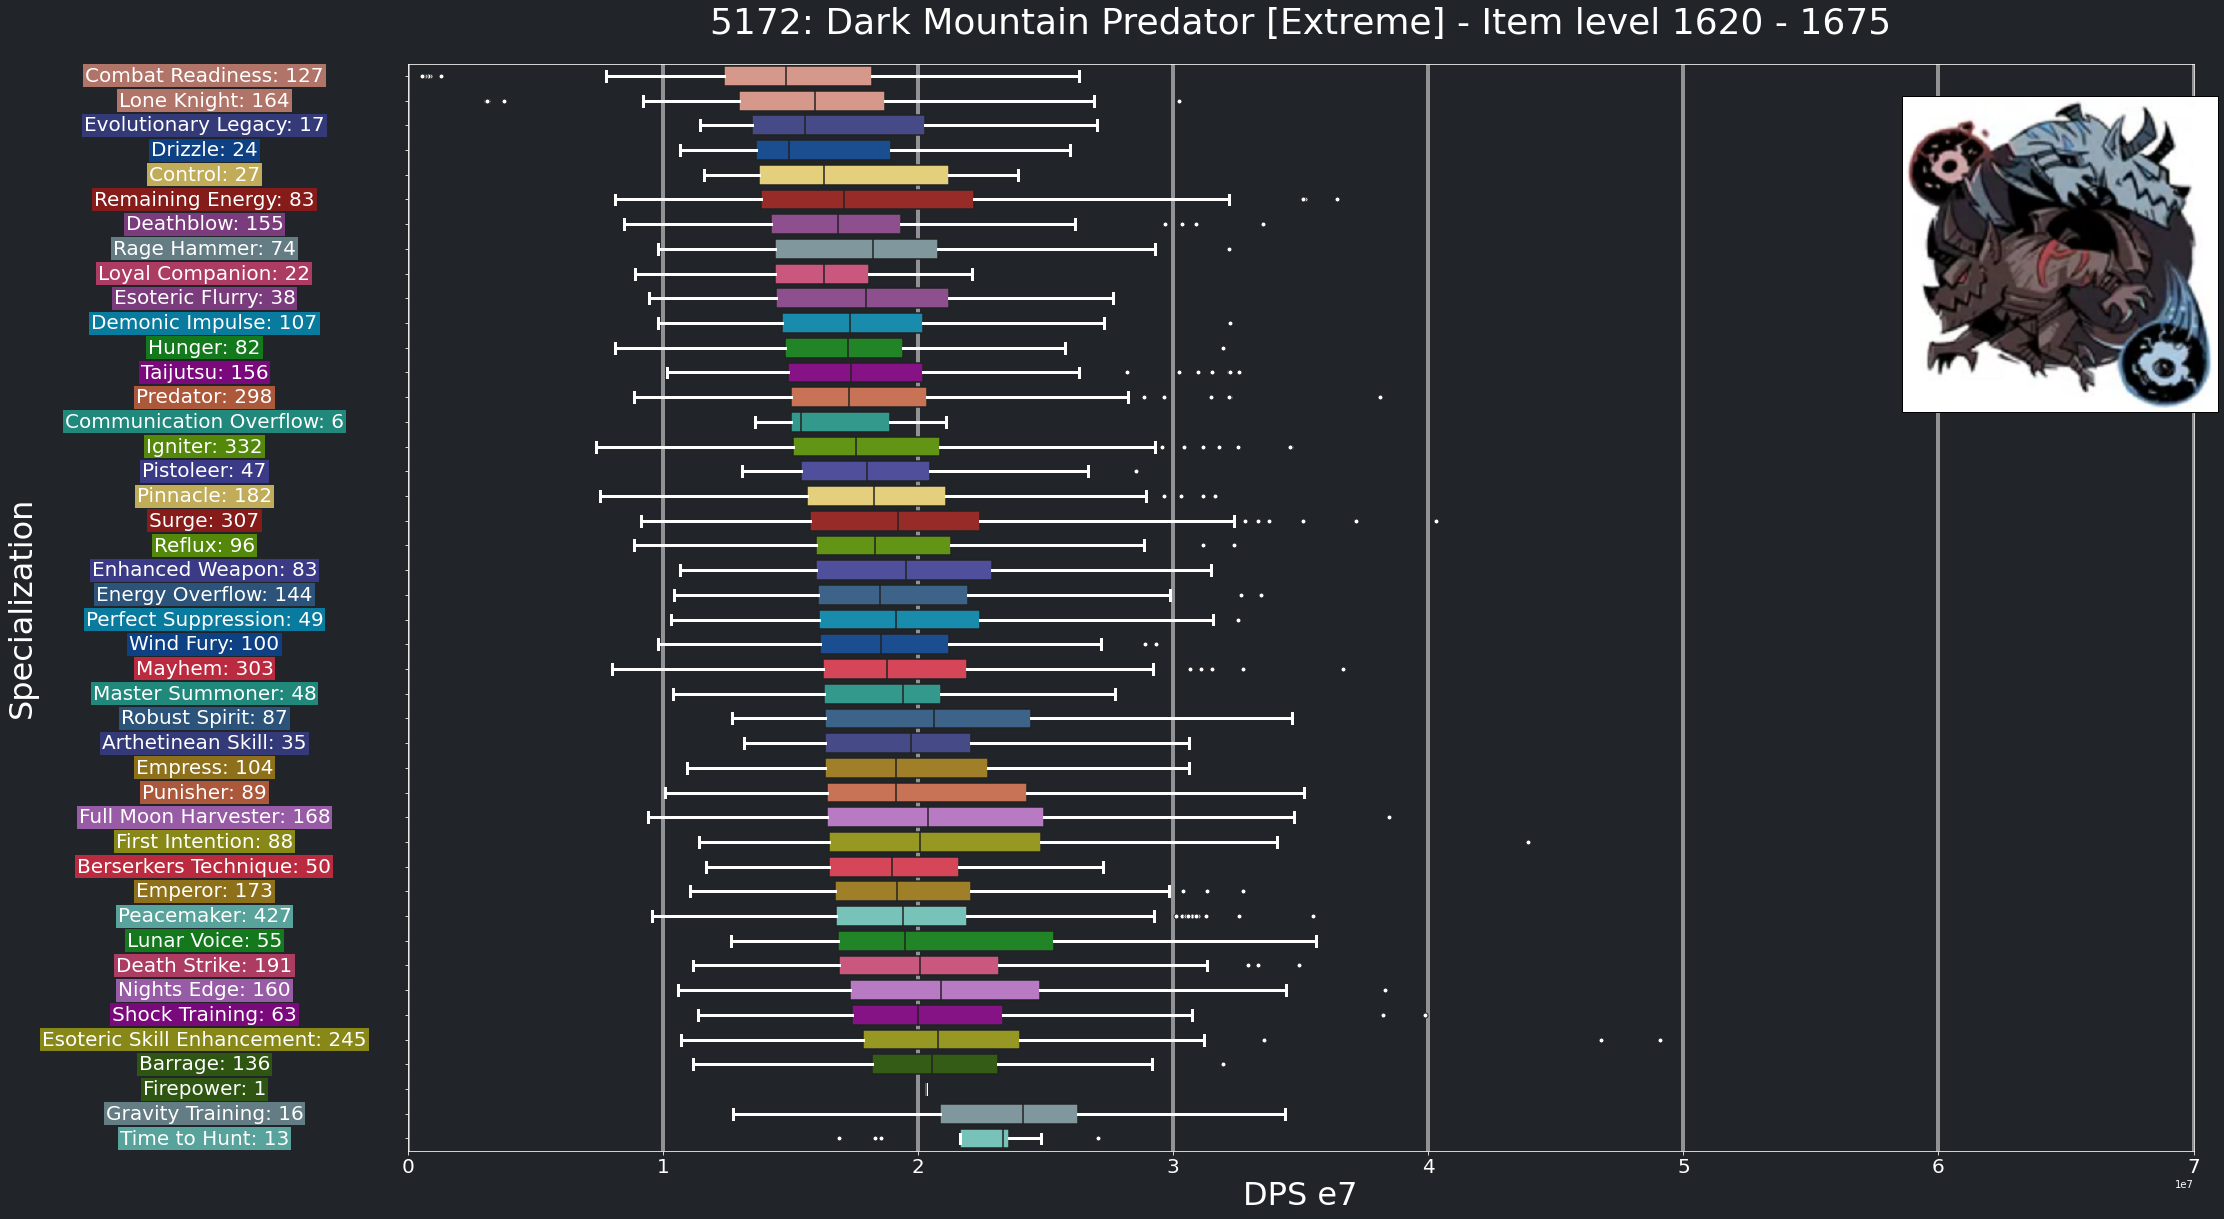 5172: Dark Mountain Predator [Extreme] - Item level 1620 - 1675
Specialization
Combat Readiness: 127
Lone Knight: 164
Evolutionary Legacy: 17
Drizzle: 24
Control: 27
Remaining Energy: 83
Deathblow: 155
Rage Hammer: 74
Loyal Companion: 22
Esoteric Flurry: 38
Demonic Impulse: 107
Hunger: 82
Taijutsu: 156
Predator: 298
Communication Overflow: 6
Igniter: 332
Pistoleer: 47
Pinnacle: 182
Surge: 307
Reflux: 96
Enhanced Weapon: 83
Energy Overflow: 144
Perfect Suppression: 49
Wind Fury: 100
Mayhem: 303
Master Summoner: 48
Robust Spirit: 87
Arthetinean Skill: 35
Empress: 104
Punisher: 89
Full Moon Harvester: 168
First Intention: 88
Berserkers Technique: 50
Emperor: 173
Peacemaker: 427
Lunar Voice: 55
Death Strike: 191
Nights Edge: 160
Shock Training: 63
Esoteric Skill Enhancement: 245
Barrage: 136
Firepower: 1
Gravity Training: 16
Time to Hunt: 13
0 1 2 3 4 5 6 7
1e7
DPS e7